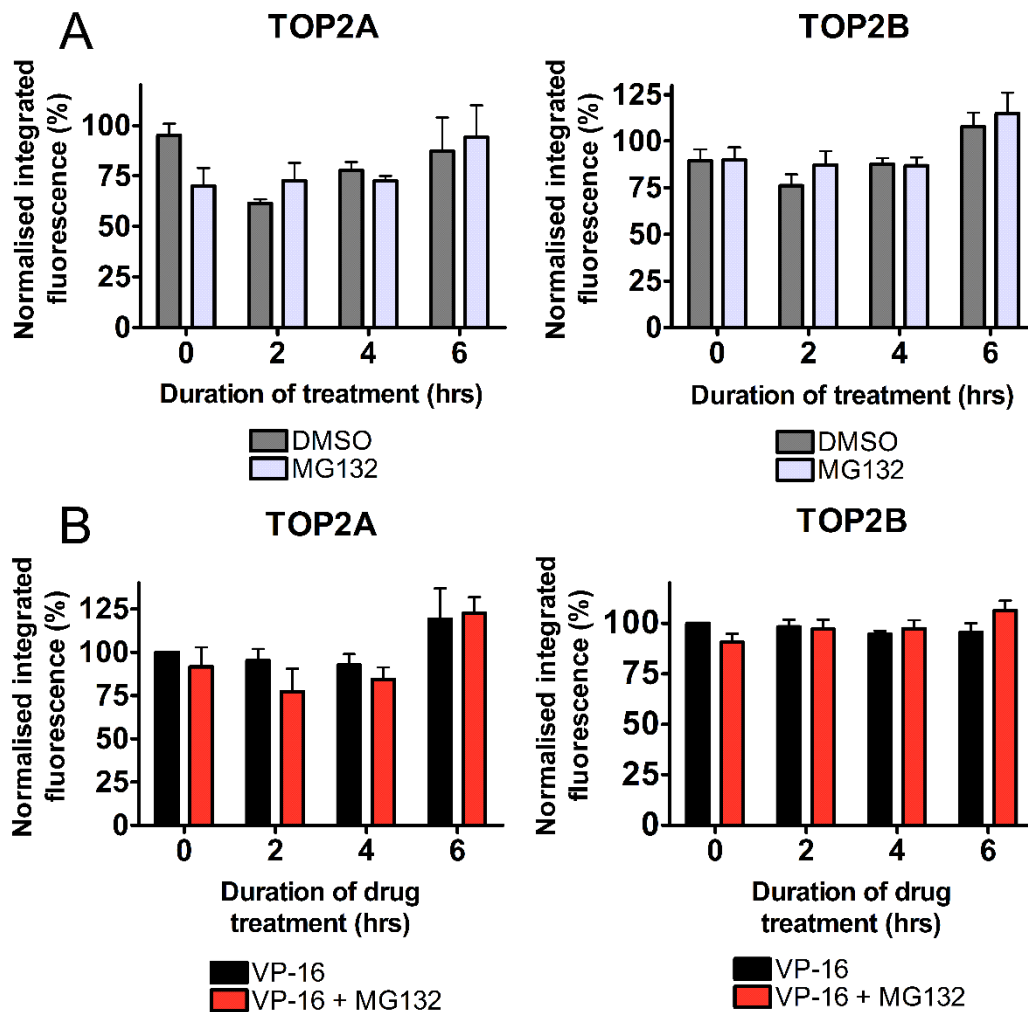 A
TOP2A
Normalised integrated
fluorescence (%)
100
75
50
25
0
0 2 4 6
Duration of treatment (hrs)
DMSO
MG132
TOP2B
Normalised integrated
fluorescence (%)
125
100
75
50
25
0
0 2 4 6
Duration of treatment (hrs)
DMSO
MG132
B
TOP2A
Normalised integrated
fluorescence (%)
125
100
75
50
25
0
0 2 4 6
Duration of drug
treatment (hrs)
VP-16
VP-16 + MG132
TOP2B
Normalised integrated
fluorescence (%)
100
75
50
25
0
0 2 4 6
Duration of drug
treatment (hrs)
VP-16
VP-16 + MG132